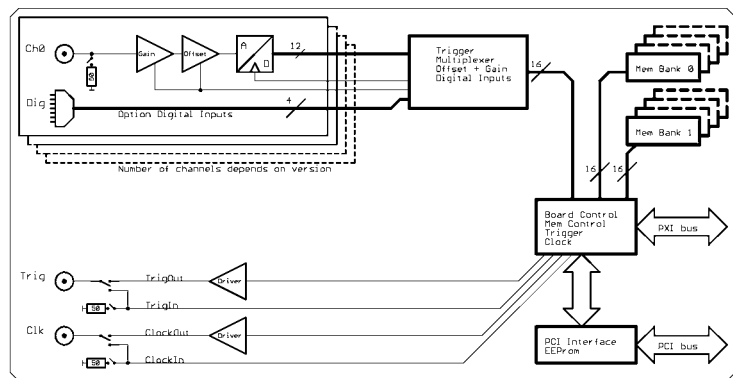 Ch0
50
Gain
Offset
A
D
12
Dig
4
Option Digital Inputs
Number of channels depends on version
Trigger
Multiplexer
Offset + Gain
Digital Inputs
16
Mem Bank 0
Mem Bank 1
16
16
Board Control
Mem Control
Trigger
Clock
PXI bus
Trig
TrigOut
Driver
50
TrigIn
Clk
ClockOut
Driver
50
ClockIn
PCI Interface
EEProm
PCI bus